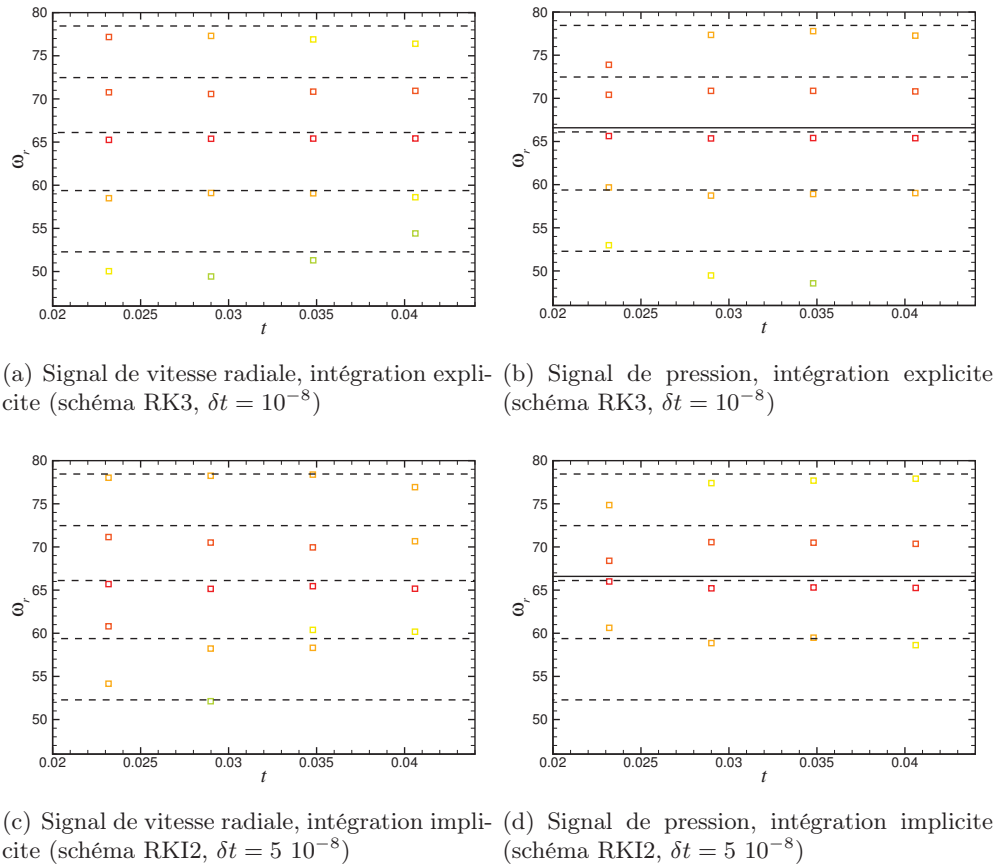 80
75
70
65
60
55
50
ω_r
0.02 0.025 0.03 0.035 0.04
t
80
75
70
65
60
55
50
ω_r
0.02 0.025 0.03 0.035 0.04
t
(a) Signal de vitesse radiale, intégration expli-
cite (schéma RK3, δt = 10⁻⁸)
(b) Signal de pression, intégration explicite
(schéma RK3, δt = 10⁻⁸)
80
75
70
65
60
55
50
ω_r
0.02 0.025 0.03 0.035 0.04
t
80
75
70
65
60
55
50
ω_r
0.02 0.025 0.03 0.035 0.04
t
(c) Signal de vitesse radiale, intégration impli-
cite (schéma RKI2, δt = 5 10⁻⁸)
(d) Signal de pression, intégration implicite
(schéma RKI2, δt = 5 10⁻⁸)